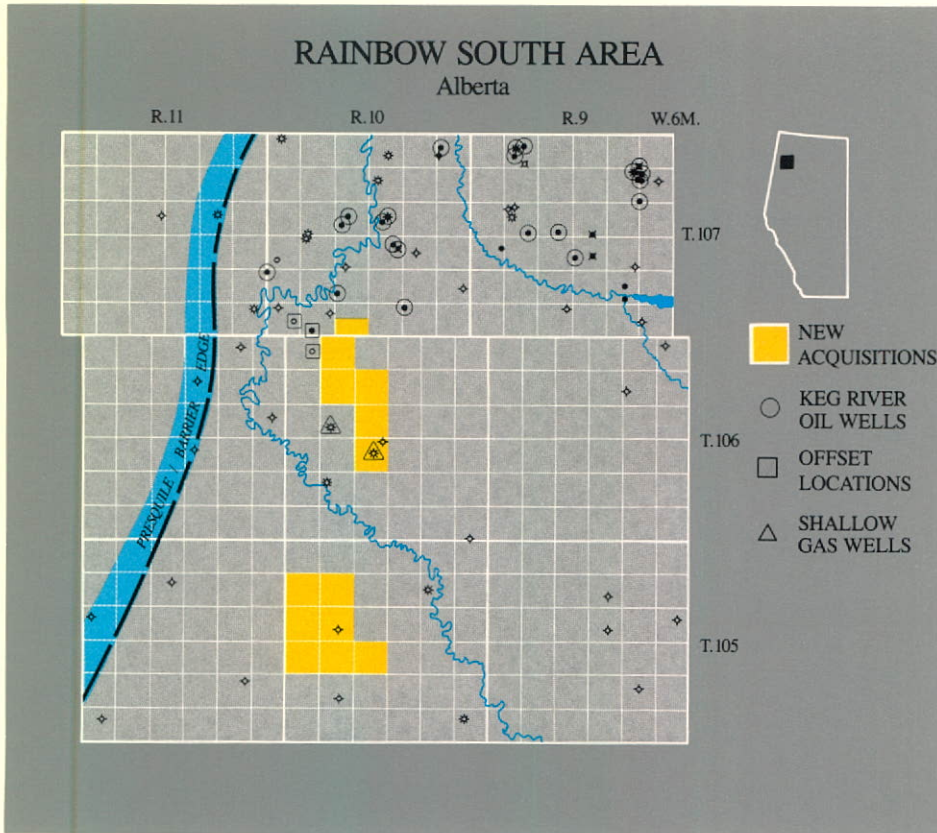 RAINBOW SOUTH AREA
Alberta
R.11 R.10 R.9 W.6M.
T.107
NEW
ACQUISITIONS
KEG RIVER
OIL WELLS
T.106
OFFSET
LOCATIONS
SHALLOW
GAS WELLS
PRESQUILE / BARRIER EDGE
T.105